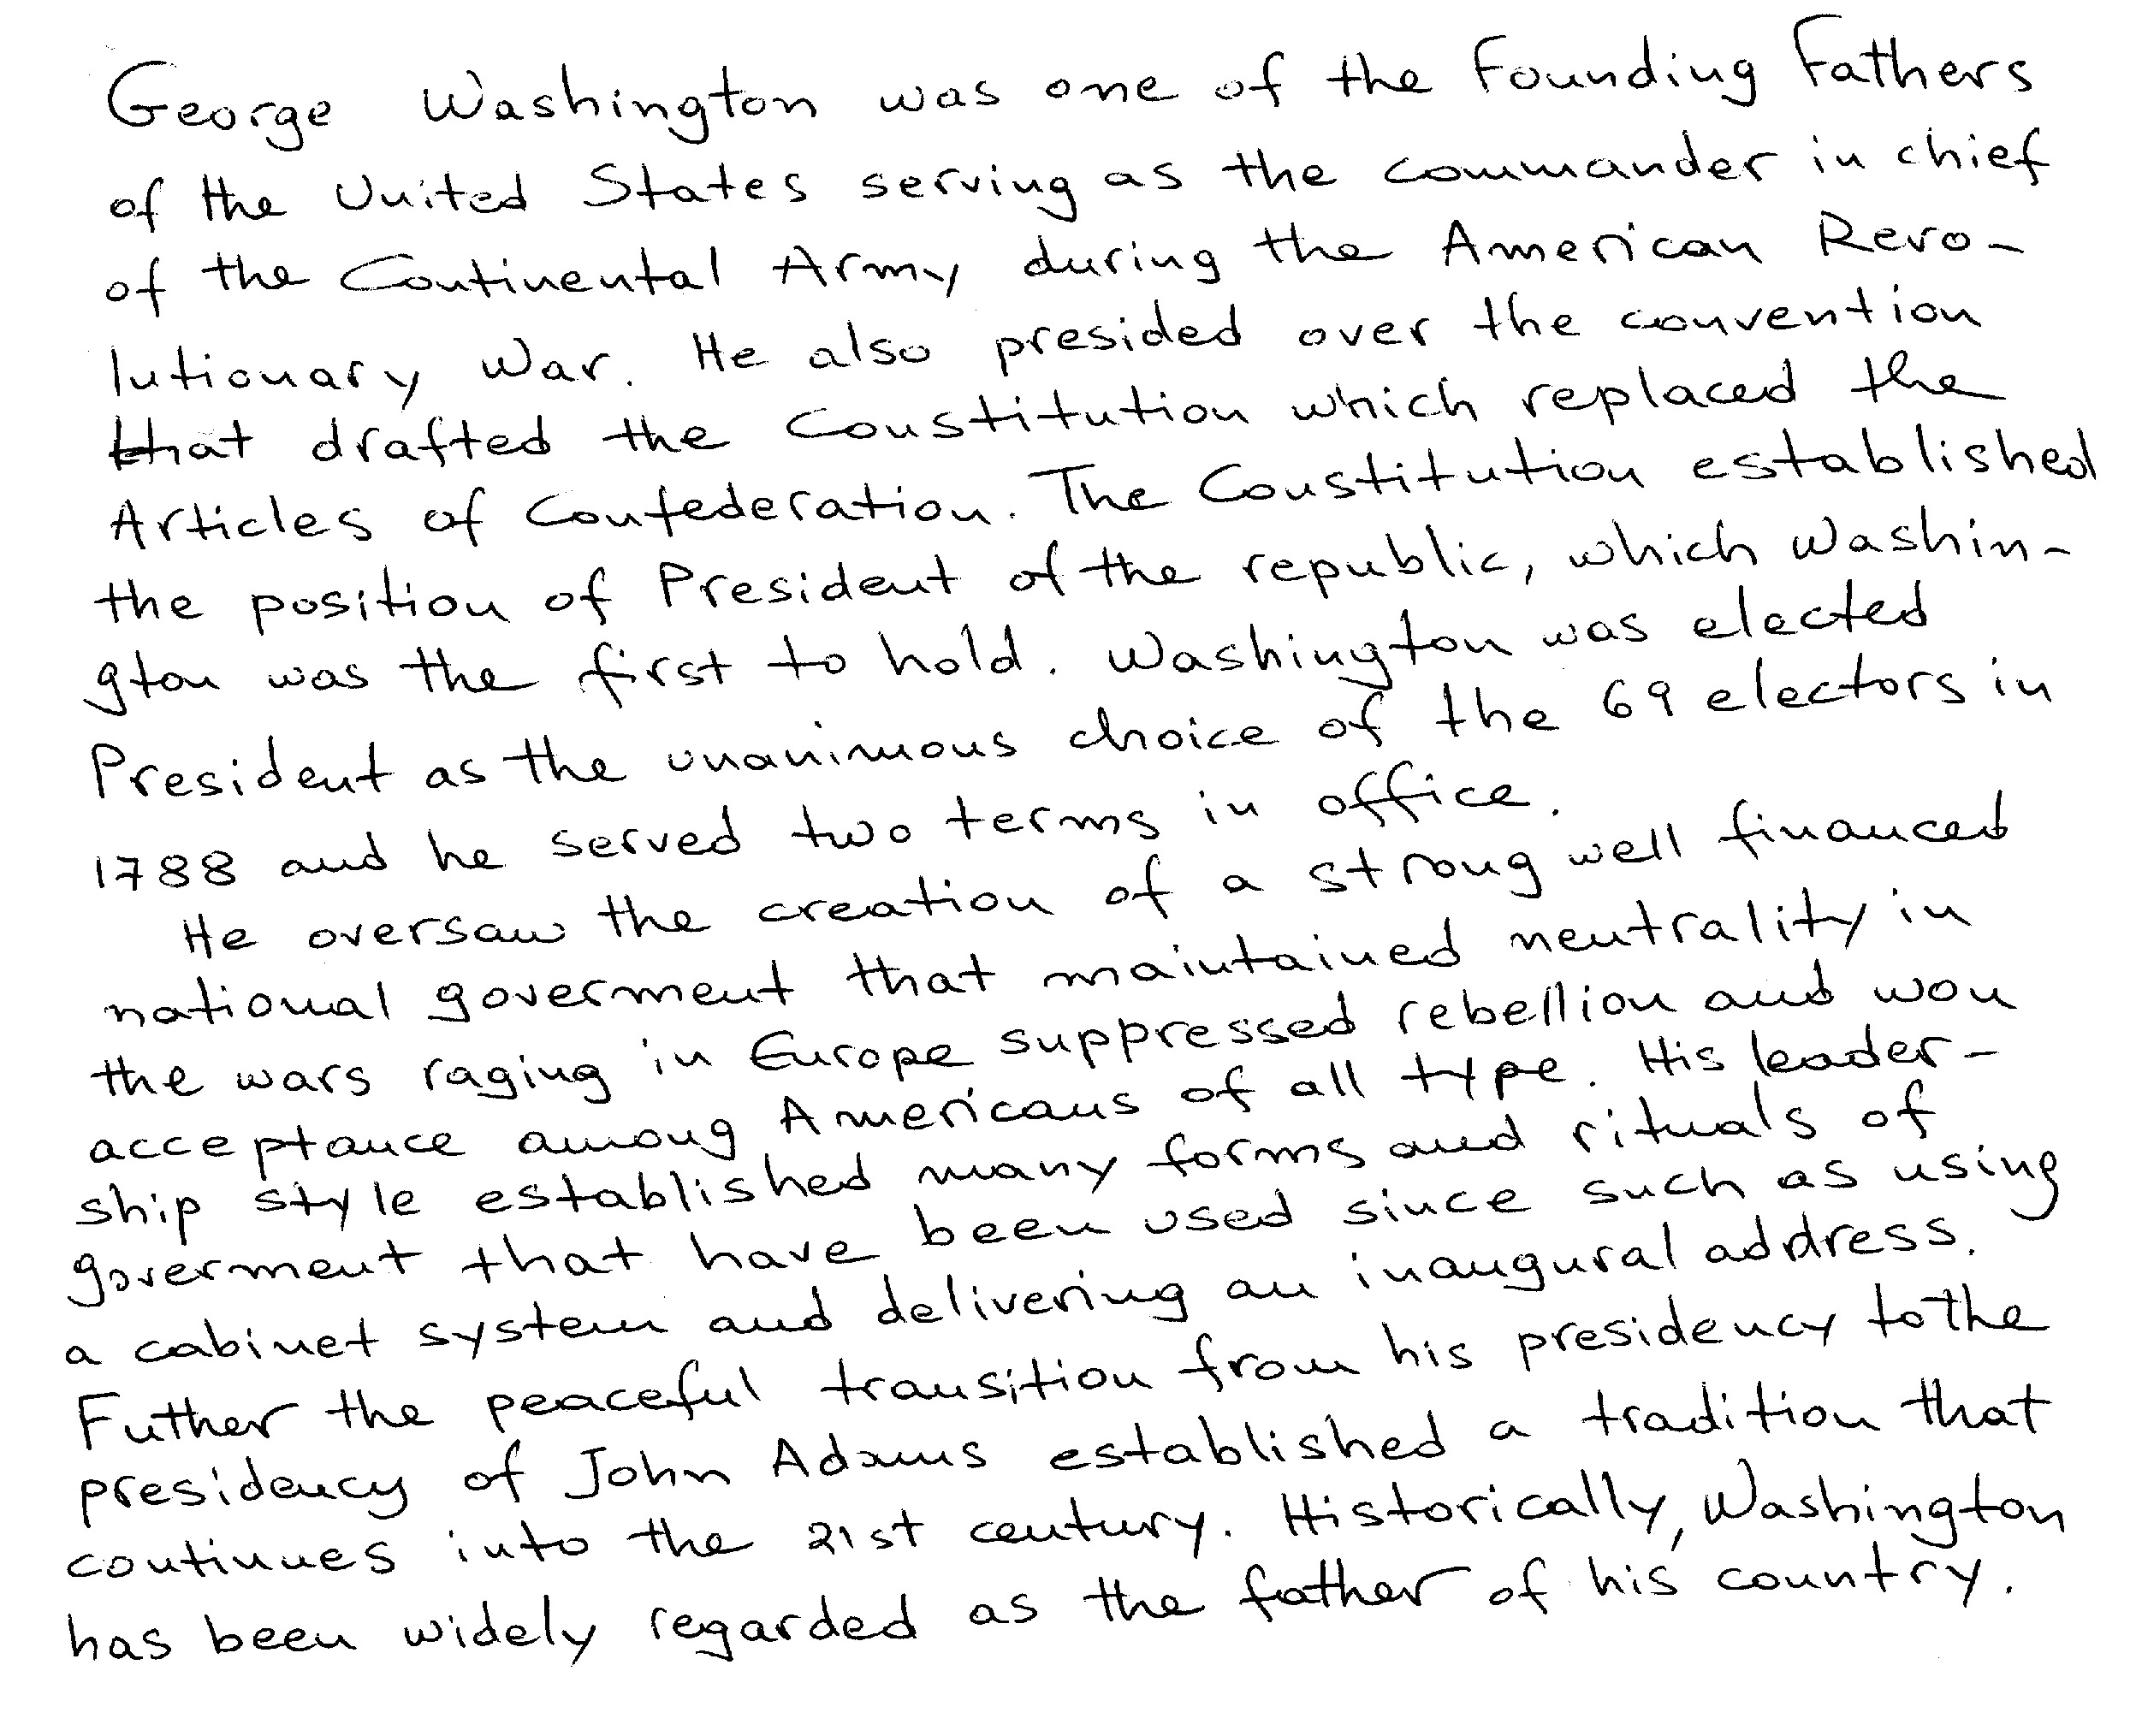 George Washington was one of the Founding Fathers
of the United States serving as the commander in chief
of the Continental Army during the American Revo-
lutionary War. He also presided over the convention
that drafted the Constitution which replaced the
Articles of Confederation. The Constitution established
the position of President of the republic, which Washin-
gton was the first to hold. Washington was elected
President as the unanimous choice of the 69 electors in
1788 and he served two terms in office.
He oversaw the creation of a strong well financed
national goverment that maintained neutrality in
the wars raging in Europe suppressed rebellion and won
acceptance among Americans of all type. His leader-
ship style established many forms and rituals of
goverment that have been used since such as using
a cabinet system and delivering an inaugural address.
Futher the peaceful transition from his presidency to the
presidency of John Adams established a tradition that
continues into the 21st century. Historically, Washington
has been widely regarded as the father of his country.